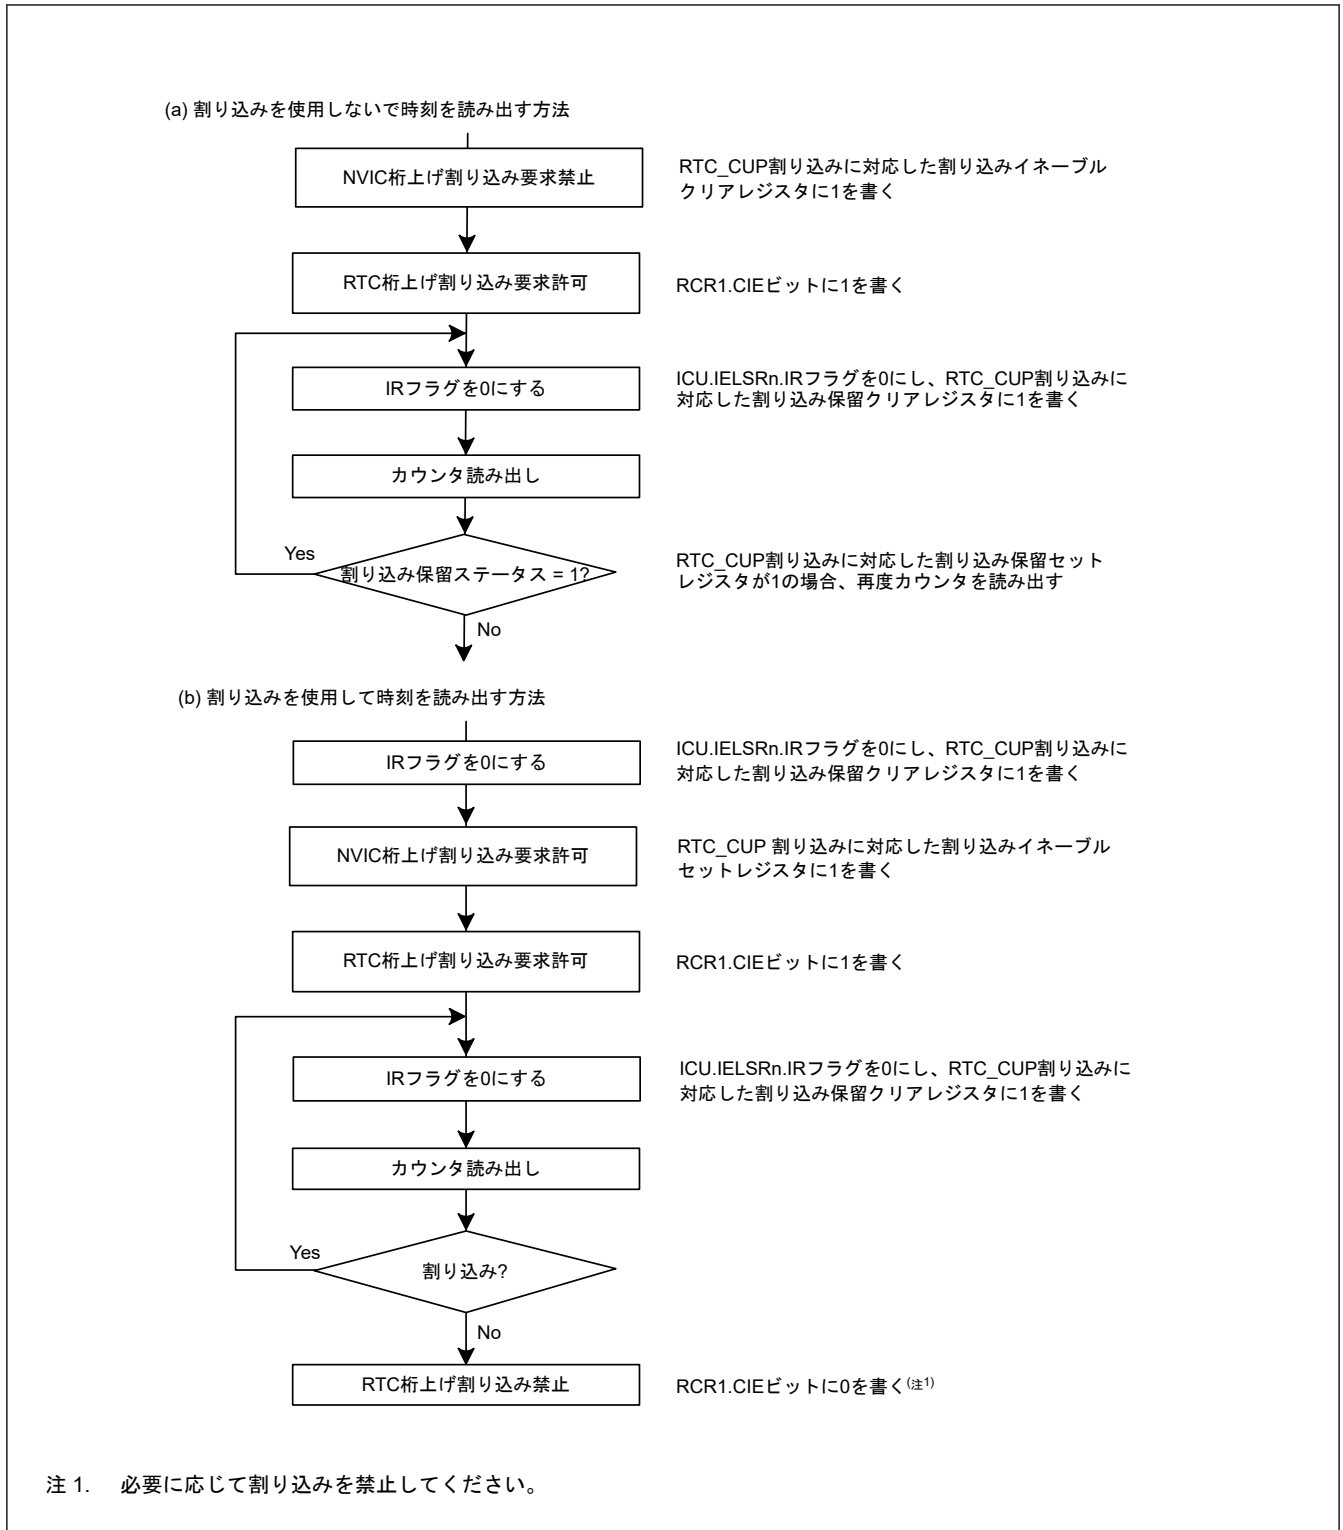 (a) 割り込みを使用しないで時刻を読み出す方法
NVIC桁上げ割り込み要求禁止
RTC_CUP割り込みに対応した割り込みイネーブル
クリアレジスタに1を書く
RTC桁上げ割り込み要求許可
RCR1.CIEビットに1を書く
IRフラグを0にする
ICU.IELSRn.IRフラグを0にし、RTC_CUP割り込みに
対応した割り込み保留クリアレジスタに1を書く
カウンタ読み出し
Yes
割り込み保留ステータス = 1?
RTC_CUP割り込みに対応した割り込み保留セット
レジスタが1の場合、再度カウンタを読み出す
No
(b) 割り込みを使用して時刻を読み出す方法
IRフラグを0にする
ICU.IELSRn.IRフラグを0にし、RTC_CUP割り込みに
対応した割り込み保留クリアレジスタに1を書く
NVIC桁上げ割り込み要求許可
RTC_CUP 割り込みに対応した割り込みイネーブル
セットレジスタに1を書く
RTC桁上げ割り込み要求許可
RCR1.CIEビットに1を書く
IRフラグを0にする
ICU.IELSRn.IRフラグを0にし、RTC_CUP割り込みに
対応した割り込み保留クリアレジスタに1を書く
カウンタ読み出し
Yes
割り込み?
No
RTC桁上げ割り込み禁止
RCR1.CIEビットに0を書く(注1)
注 1. 必要に応じて割り込みを禁止してください。